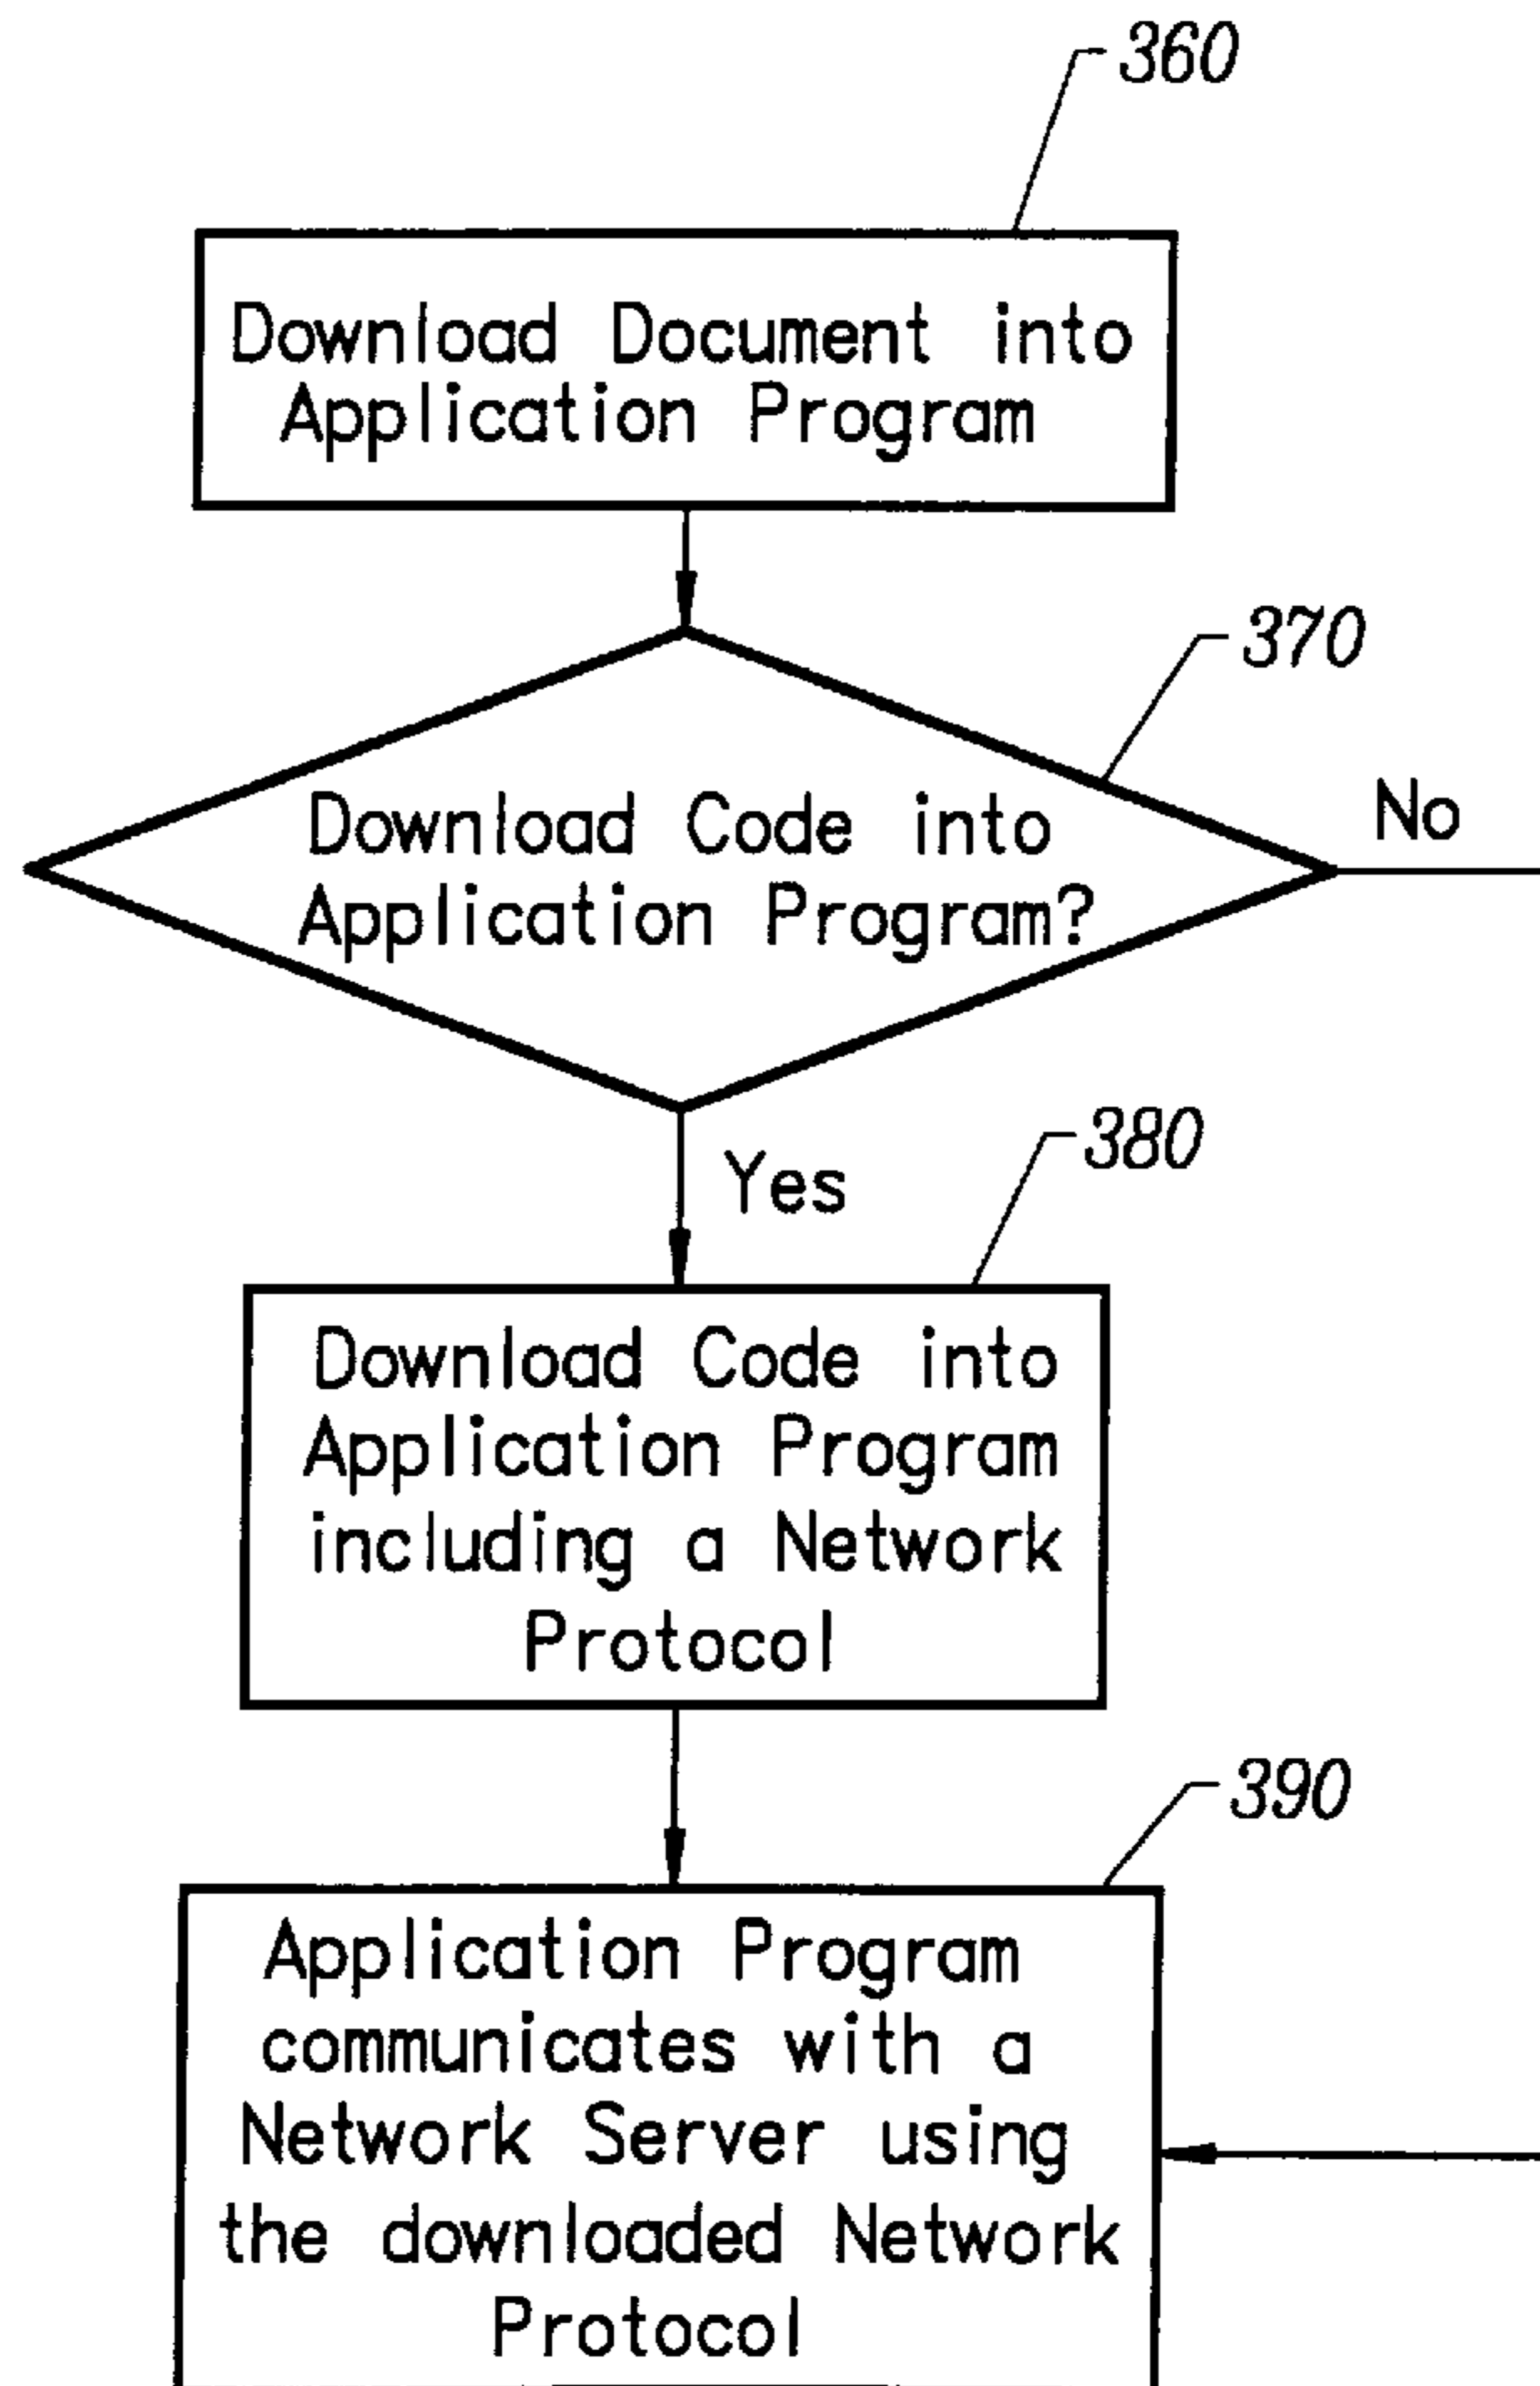 360
Download Document into
Application Program
370
No
Download Code into
Application Program?
Yes
380
Download Code into
Application Program
including a Network
Protocol
390
Application Program
communicates with a
Network Server using
the downloaded Network
Protocol